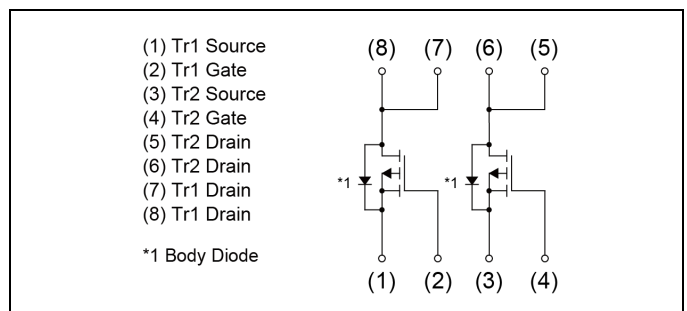 (1) Tr1 Source
(2) Tr1 Gate
(3) Tr2 Source
(4) Tr2 Gate
(5) Tr2 Drain
(6) Tr2 Drain
(7) Tr1 Drain
(8) Tr1 Drain
*1 Body Diode
(8) (7) (6) (5)
*1 *1
(1) (2) (3) (4)